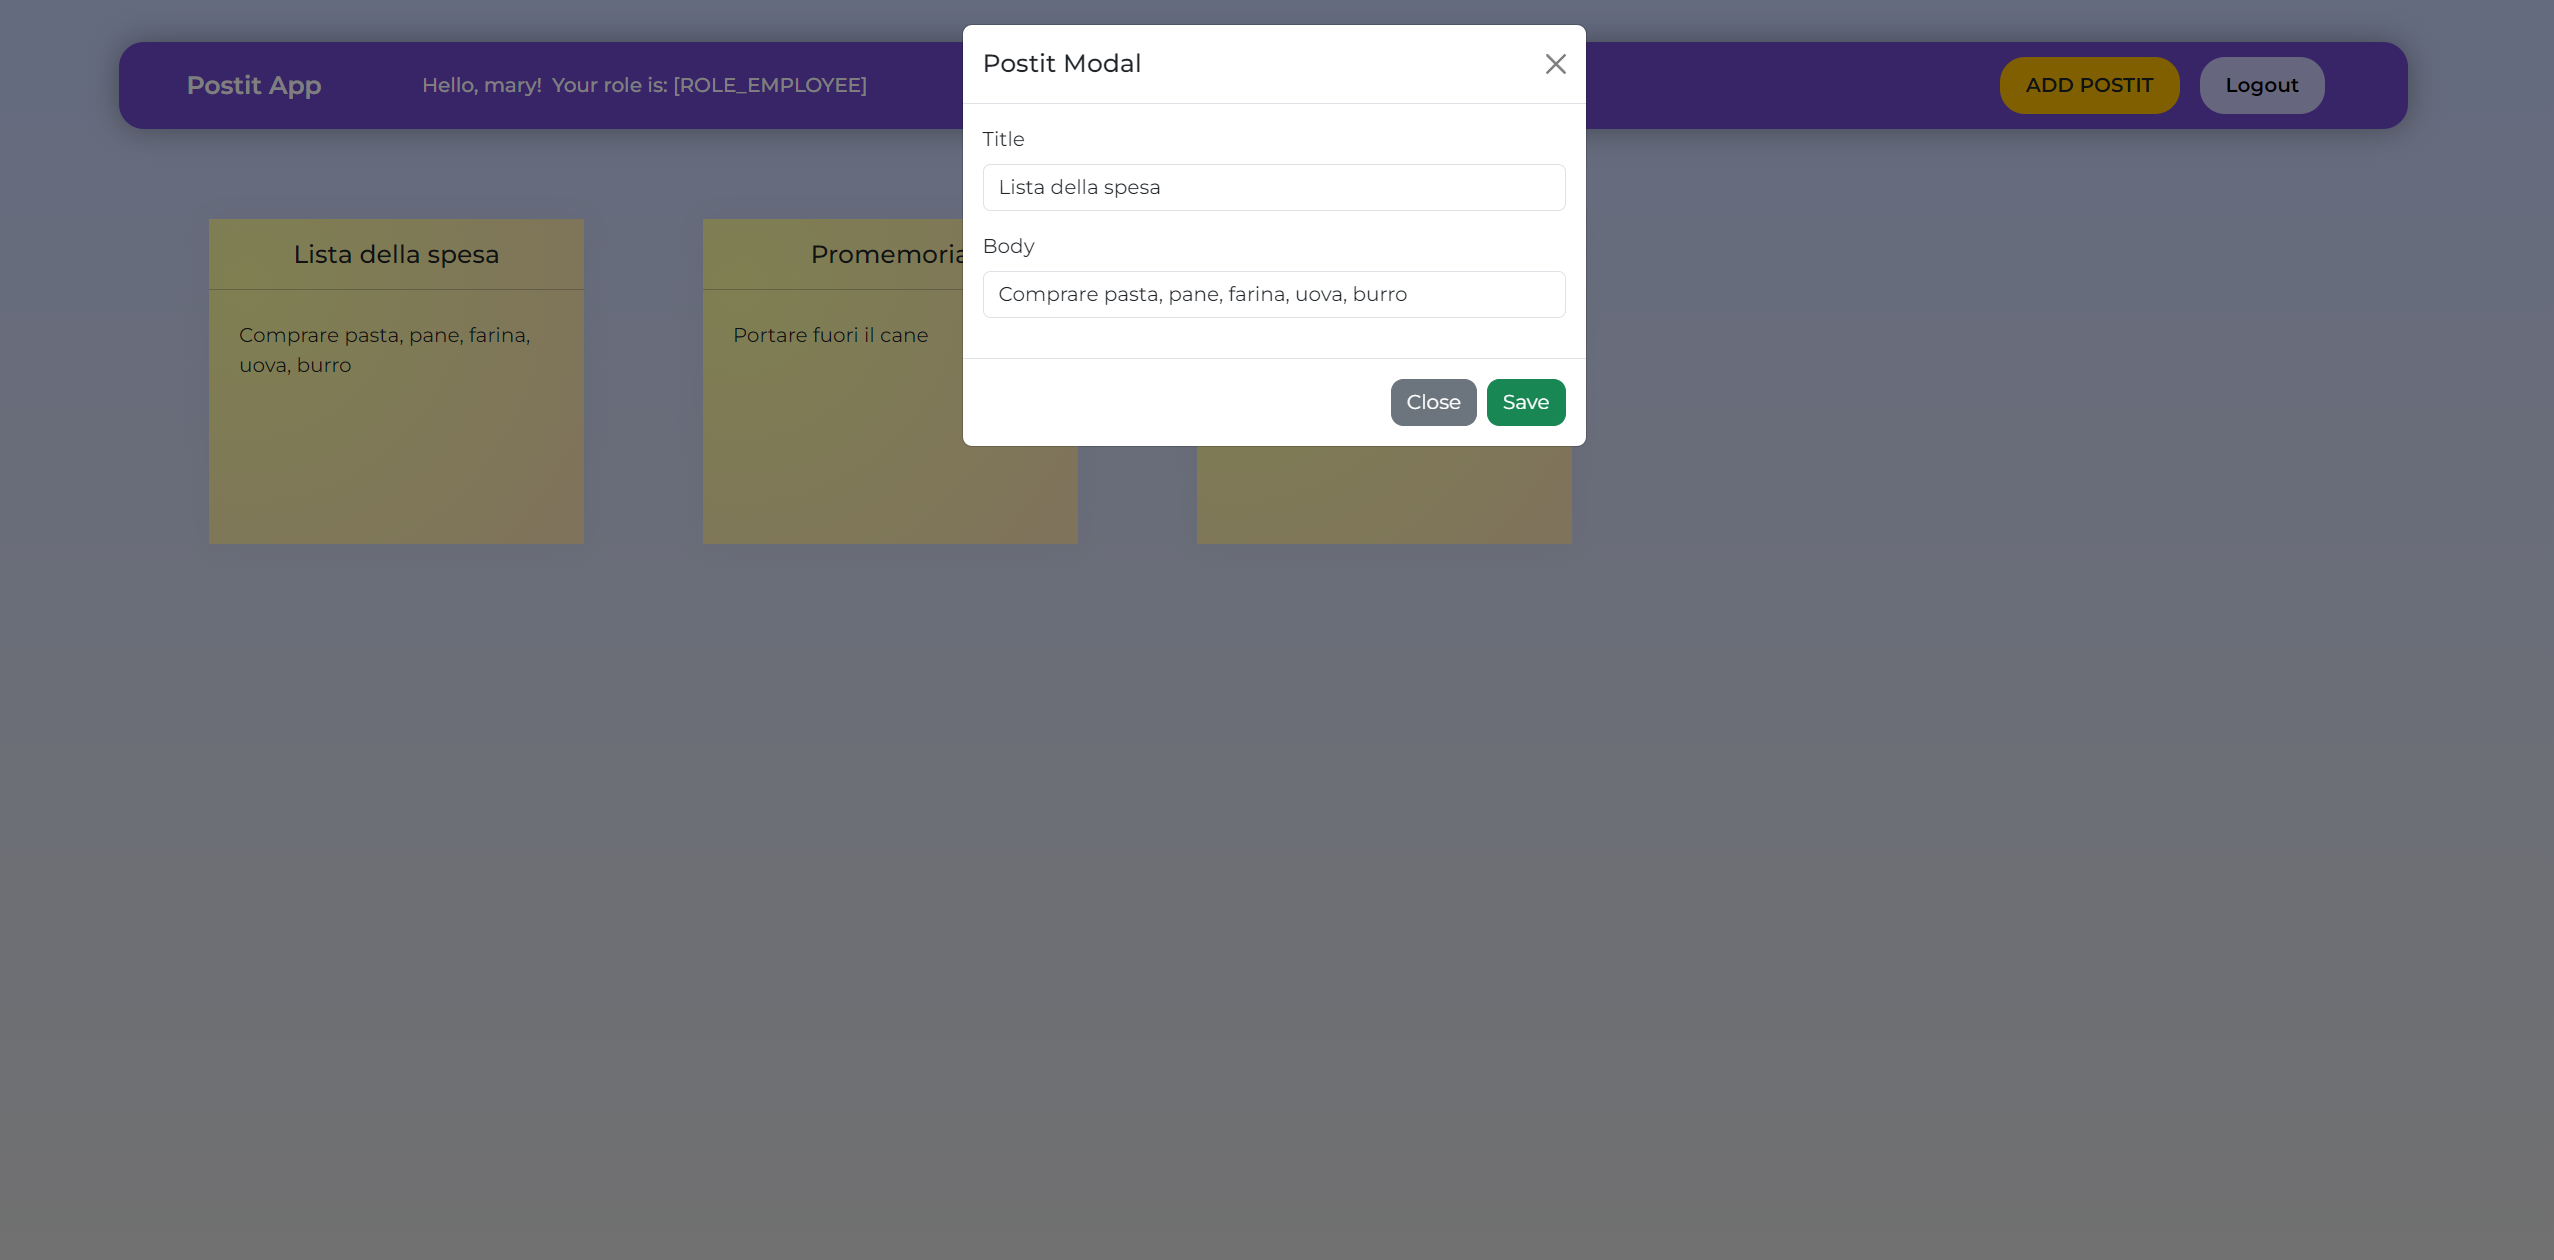 Postit App
Hello, mary! Your role is: [ROLE_EMPLOYEE]
ADD POSTIT
Logout
Postit Modal
Title
Lista della spesa
Body
Comprare pasta, pane, farina, uova, burro
Close
Save
Lista della spesa
Comprare pasta, pane, farina,
uova, burro
Promemoria
Portare fuori il cane